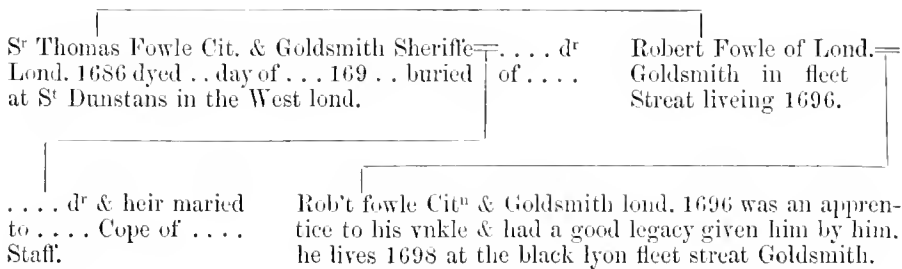 Sʳ Thomas Fowle Cit. & Goldsmith Sheriffe=. . . . dʳ
Lond. 1686 dyed . . day of . . . 169 . . buried of . . . .
at Sᵗ Dunstans in the West lond.
Robert Fowle of Lond.=
Goldsmith in fleet
Streat liveing 1696.
. . . . dʳ & heir maried
to . . . . Cope of . . . .
Staff.
Rob't fowle Citⁿ & Goldsmith lond. 1696 was an appren-
tice to his vnkle & had a good legacy given him by him.
he lives 1698 at the black lyon fleet streat Goldsmith.